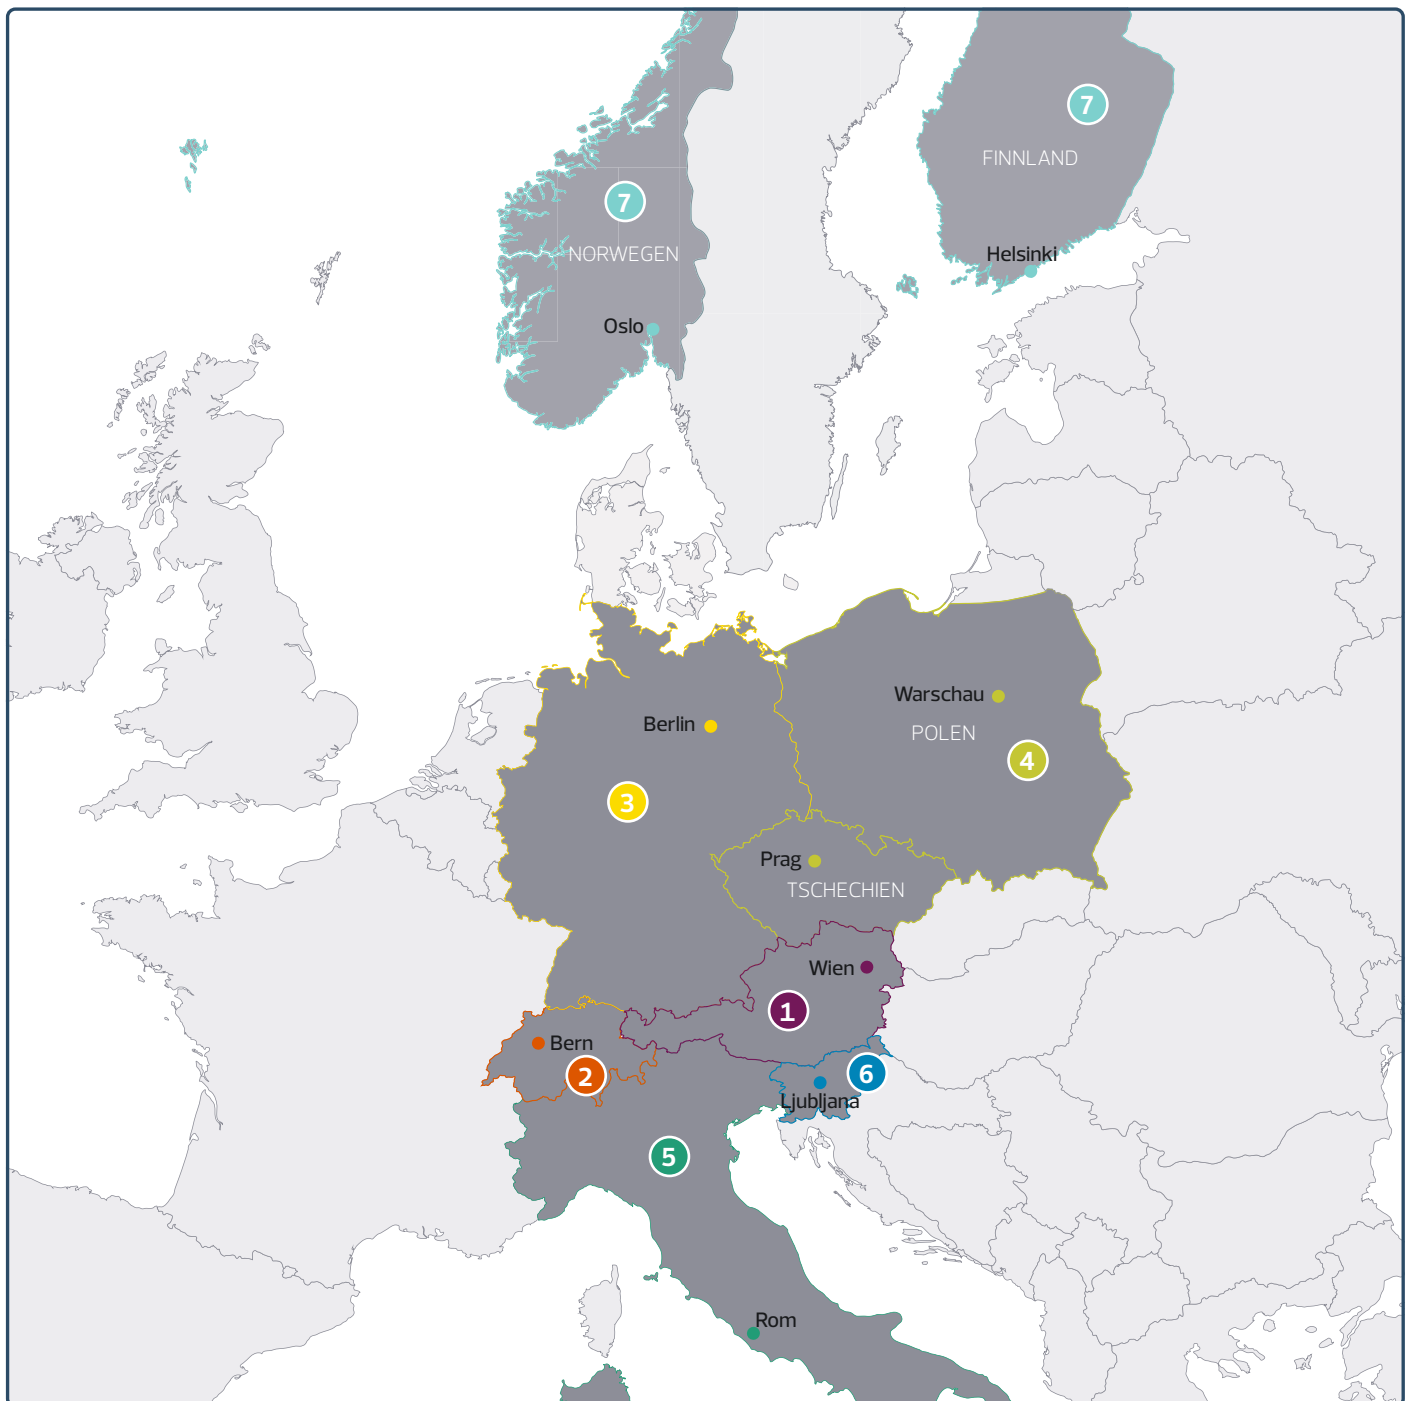 7
FINNLAND
7
NORWEGEN
Helsinki
Oslo
Warschau
Berlin
POLEN
4
3
Prag
TSCHECHIEN
Wien
1
Bern
2
6
Ljubljana
5
Rom